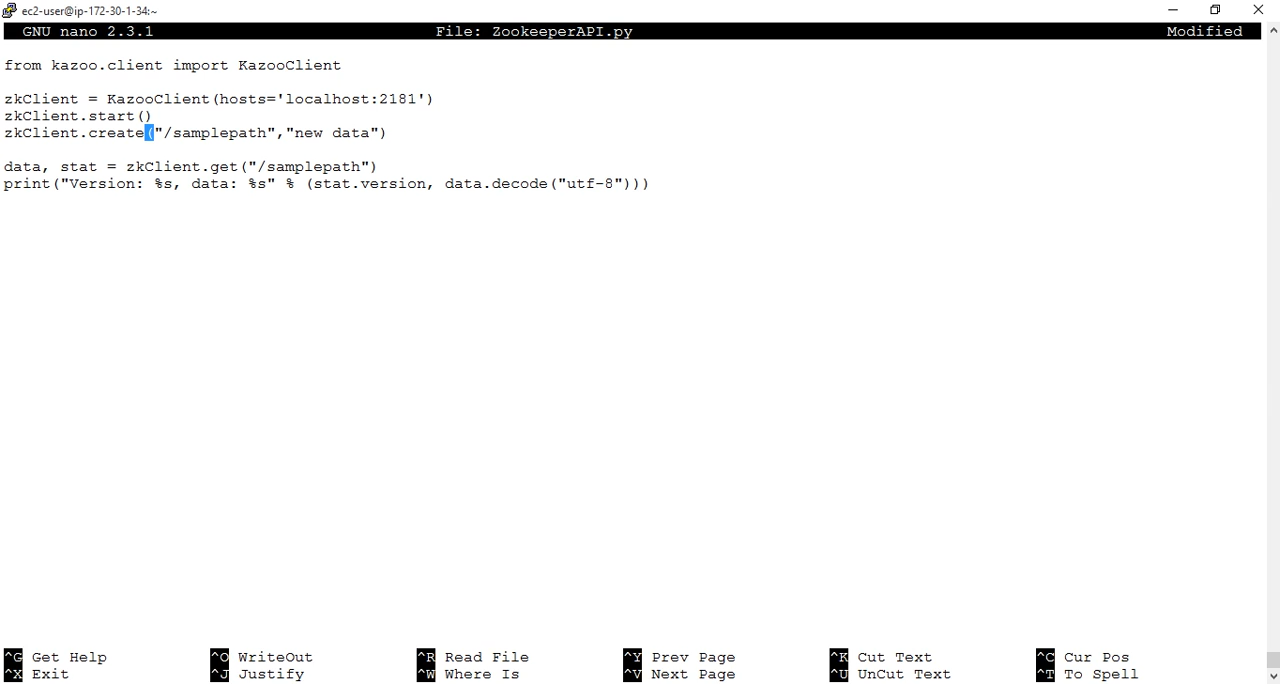 ec2-user@ip-172-30-1-34:~
GNU nano 2.3.1 File: ZookeeperAPI.py Modified
from kazoo.client import KazooClient
zkClient = KazooClient(hosts='localhost:2181')
zkClient.start()
zkClient.create("/samplepath","new data")
data, stat = zkClient.get("/samplepath")
print("Version: %s, data: %s" % (stat.version, data.decode("utf-8")))
^G Get Help ^O WriteOut ^R Read File ^Y Prev Page ^K Cut Text ^C Cur Pos
^X Exit ^J Justify ^W Where Is ^V Next Page ^U UnCut Text ^T To Spell